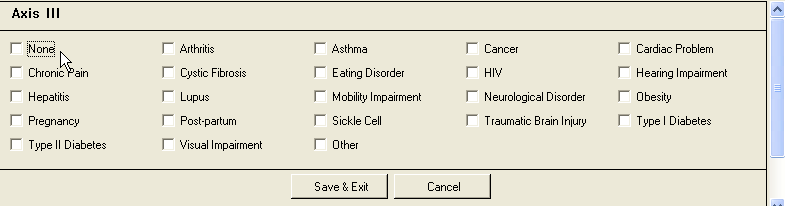 Axis III
None Arthritis Asthma Cancer Cardiac Problem
Chronic Pain Cystic Fibrosis Eating Disorder HIV Hearing Impairment
Hepatitis Lupus Mobility Impairment Neurological Disorder Obesity
Pregnancy Post-partum Sickle Cell Traumatic Brain Injury Type I Diabetes
Type II Diabetes Visual Impairment Other
Save & Exit Cancel